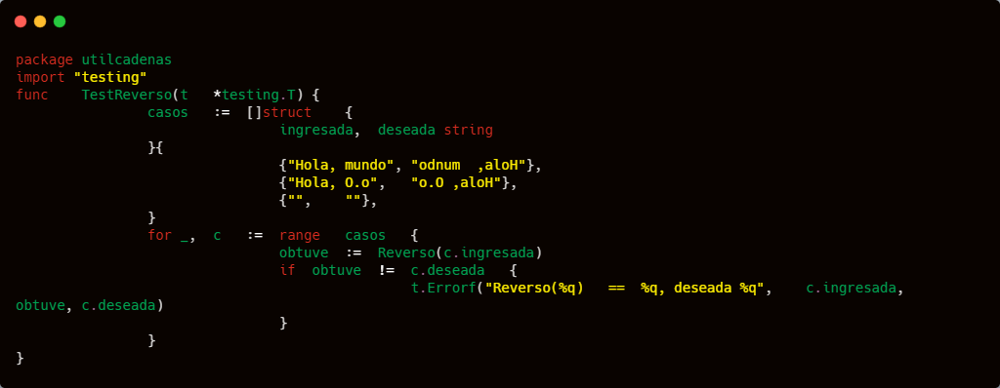 package utilcadenas
import "testing"
func    TestReverso(t   *testing.T) {
                casos   :=  []struct    {
                                ingresada,  deseada string
                }{
                                {"Hola, mundo", "odnum  ,aloH"},
                                {"Hola, O.o",   "o.O ,aloH"},
                                {"",    ""},
                }
                for _,  c   :=  range   casos   {
                                obtuve  :=  Reverso(c.ingresada)
                                if  obtuve  !=  c.deseada   {
                                                t.Errorf("Reverso(%q)   ==  %q, deseada %q",    c.ingresada,
obtuve, c.deseada)
                                }
                }
}